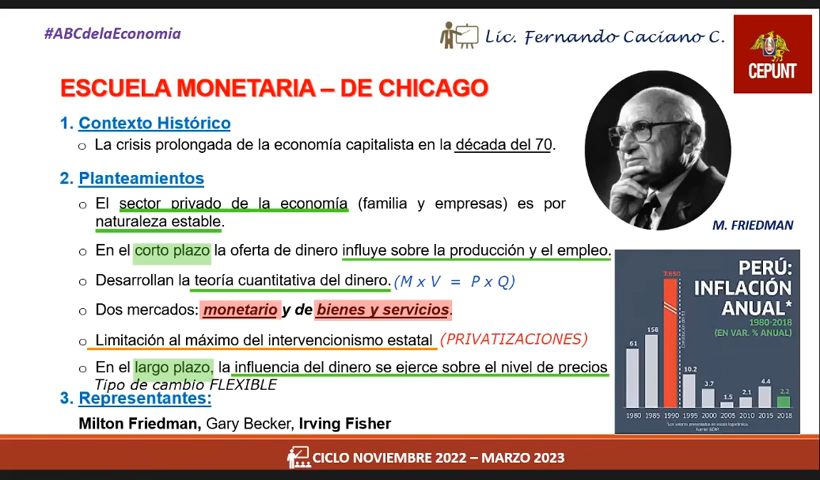 #ABCdelaEconomia
Lic. Fernando Caciano C.
CEPUNT
ESCUELA MONETARIA – DE CHICAGO
1. Contexto Histórico
o La crisis prolongada de la economía capitalista en la década del 70.
2. Planteamientos
o El sector privado de la economía (familia y empresas) es por
naturaleza estable.
o En el corto plazo la oferta de dinero influye sobre la producción y el empleo.
o Desarrollan la teoría cuantitativa del dinero. (M x V = P x Q)
o Dos mercados: monetario y de bienes y servicios.
o Limitación al máximo del intervencionismo estatal (PRIVATIZACIONES)
o En el largo plazo, la influencia del dinero se ejerce sobre el nivel de precios
Tipo de cambio FLEXIBLE
3. Representantes:
Milton Friedman, Gary Becker, Irving Fisher
M. FRIEDMAN
PERÚ:
INFLACIÓN
ANUAL*
1980-2018
(EN VAR. % ANUAL)
61 158 7.650 10.2 3.7 1.5 2.1 4.4 2.2
1980 1985 1990 1995 2000 2005 2010 2015 2018
CICLO NOVIEMBRE 2022 – MARZO 2023